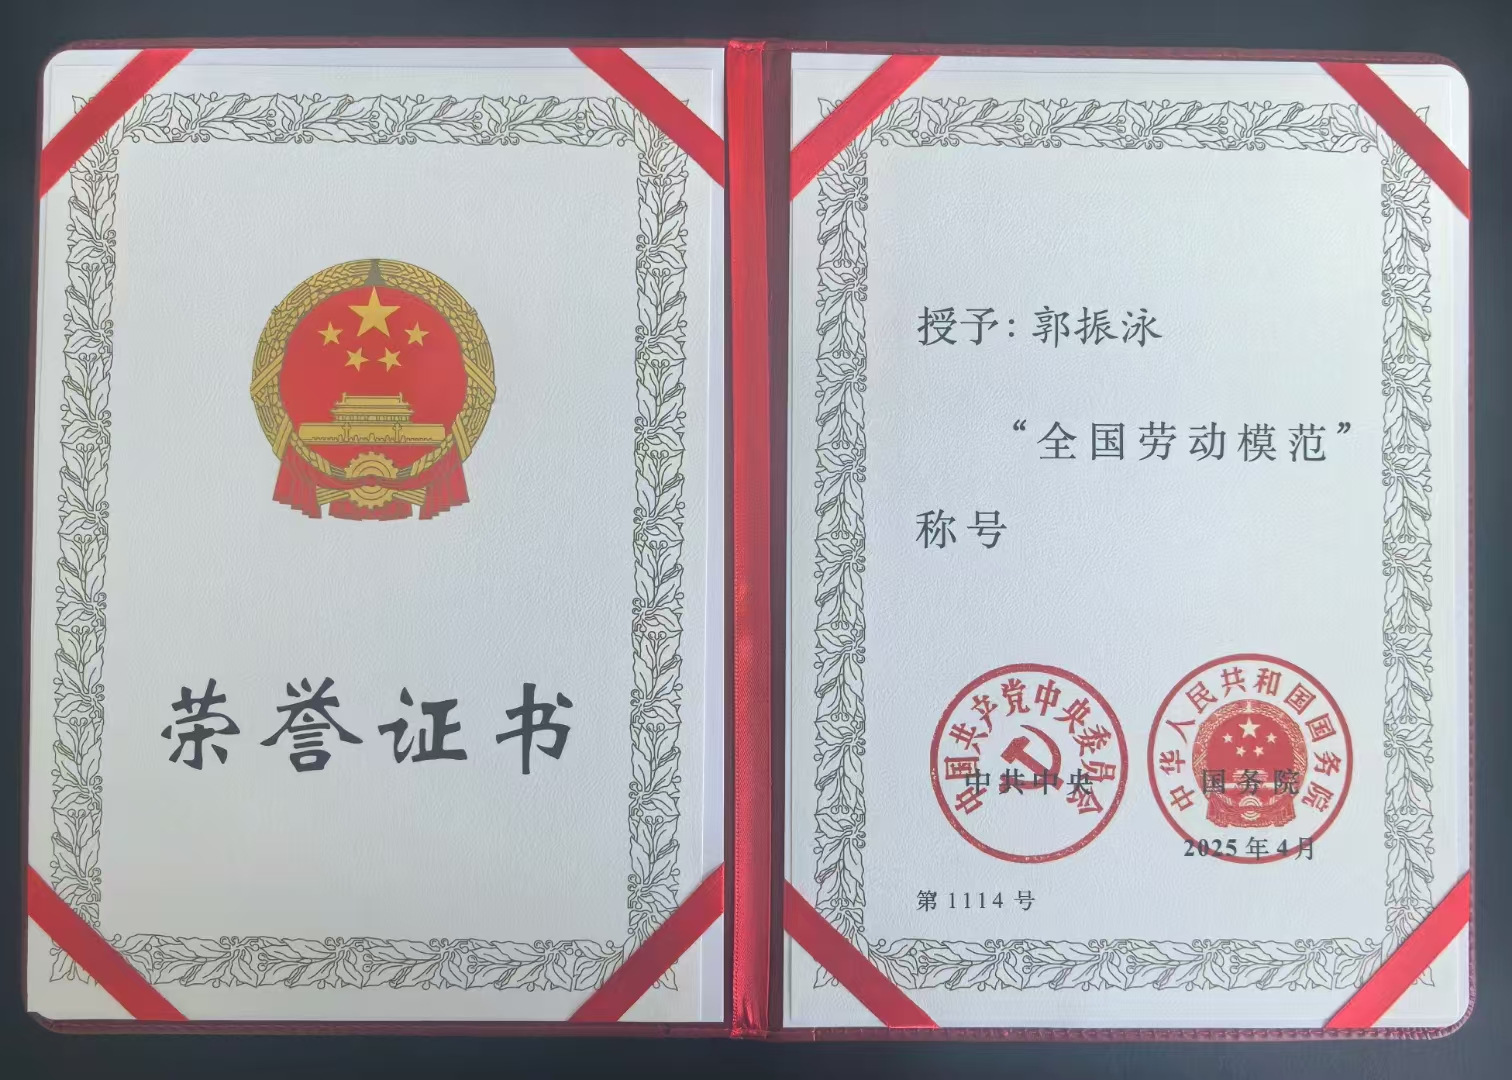 荣誉证书
授予：郭振泳
“全国劳动模范”
称号
中国共产党中央委员会
中共中央
中华人民共和国国务院
国务院
2025年4月
第1114号